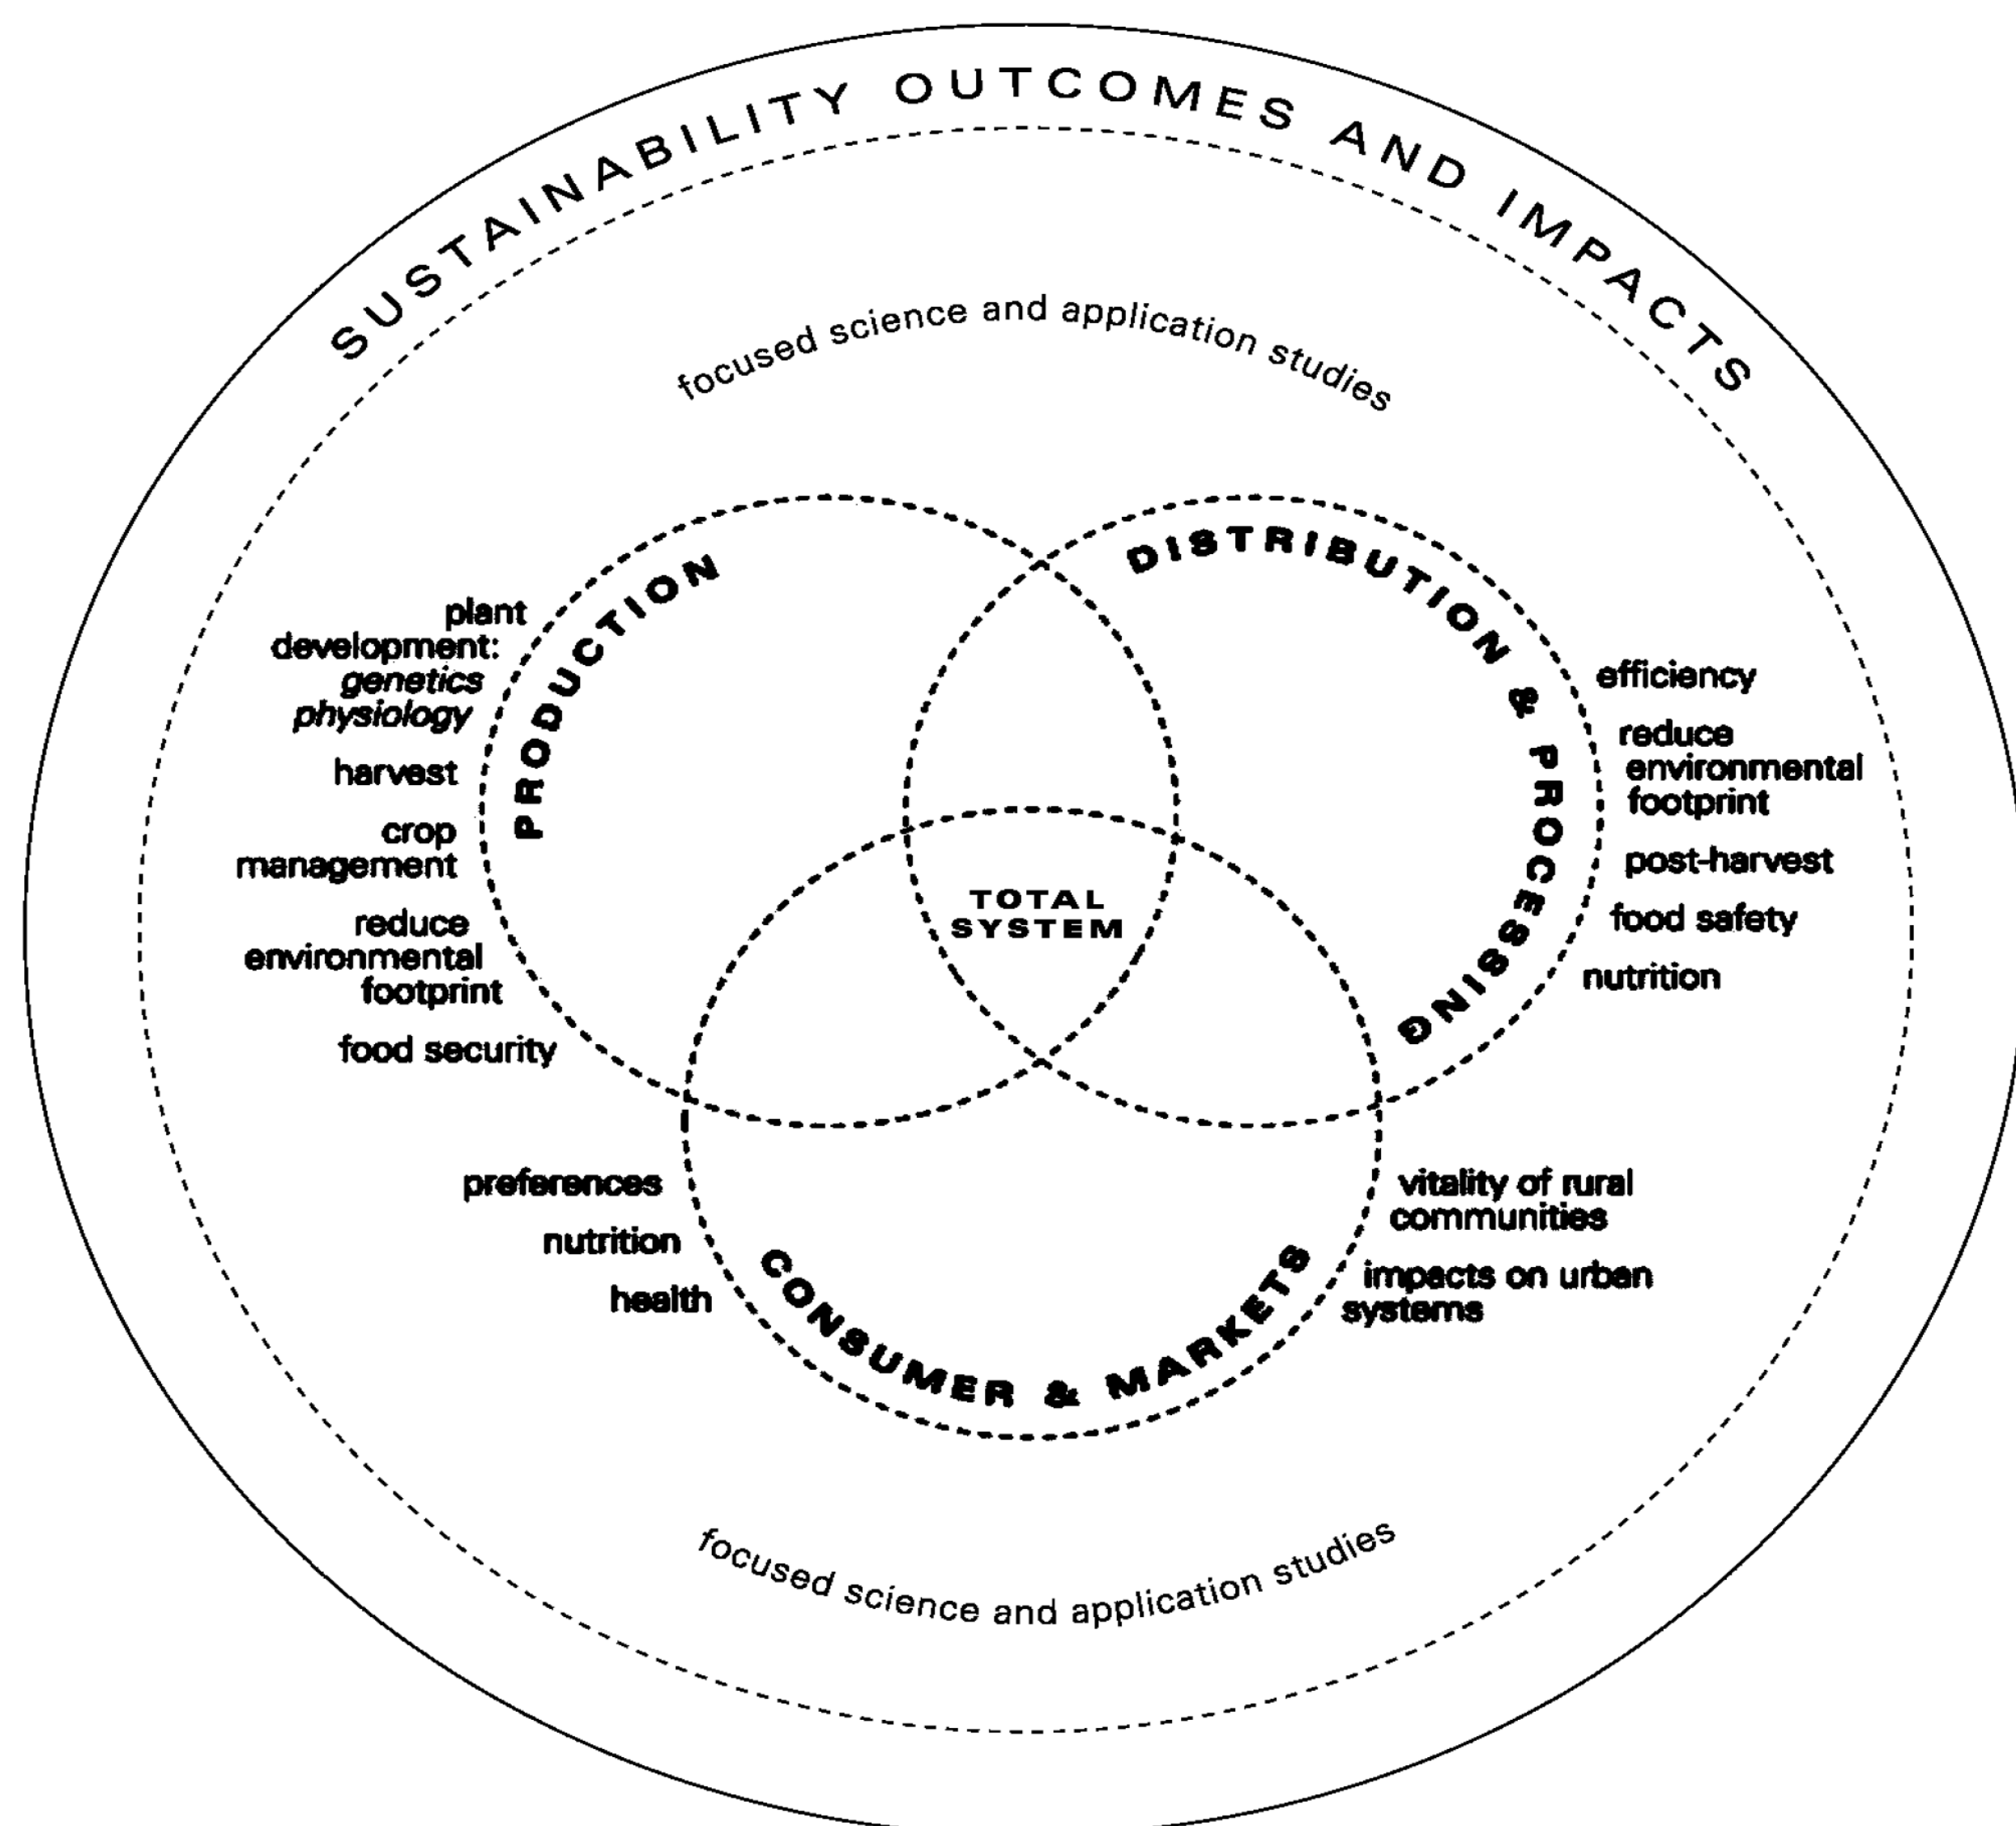 SUSTAINABILITY OUTCOMES AND IMPACTS
focused science and application studies
PRODUCTION
plant
development:
genetics
physiology
harvest
crop
management
reduce
environmental
footprint
food security
DISTRIBUTION & PROCESSING
efficiency
reduce
environmental
footprint
post-harvest
food safety
nutrition
TOTAL
SYSTEM
preferences
nutrition
health
CONSUMER & MARKETS
vitality of rural
communities
impacts on urban
systems
focused science and application studies